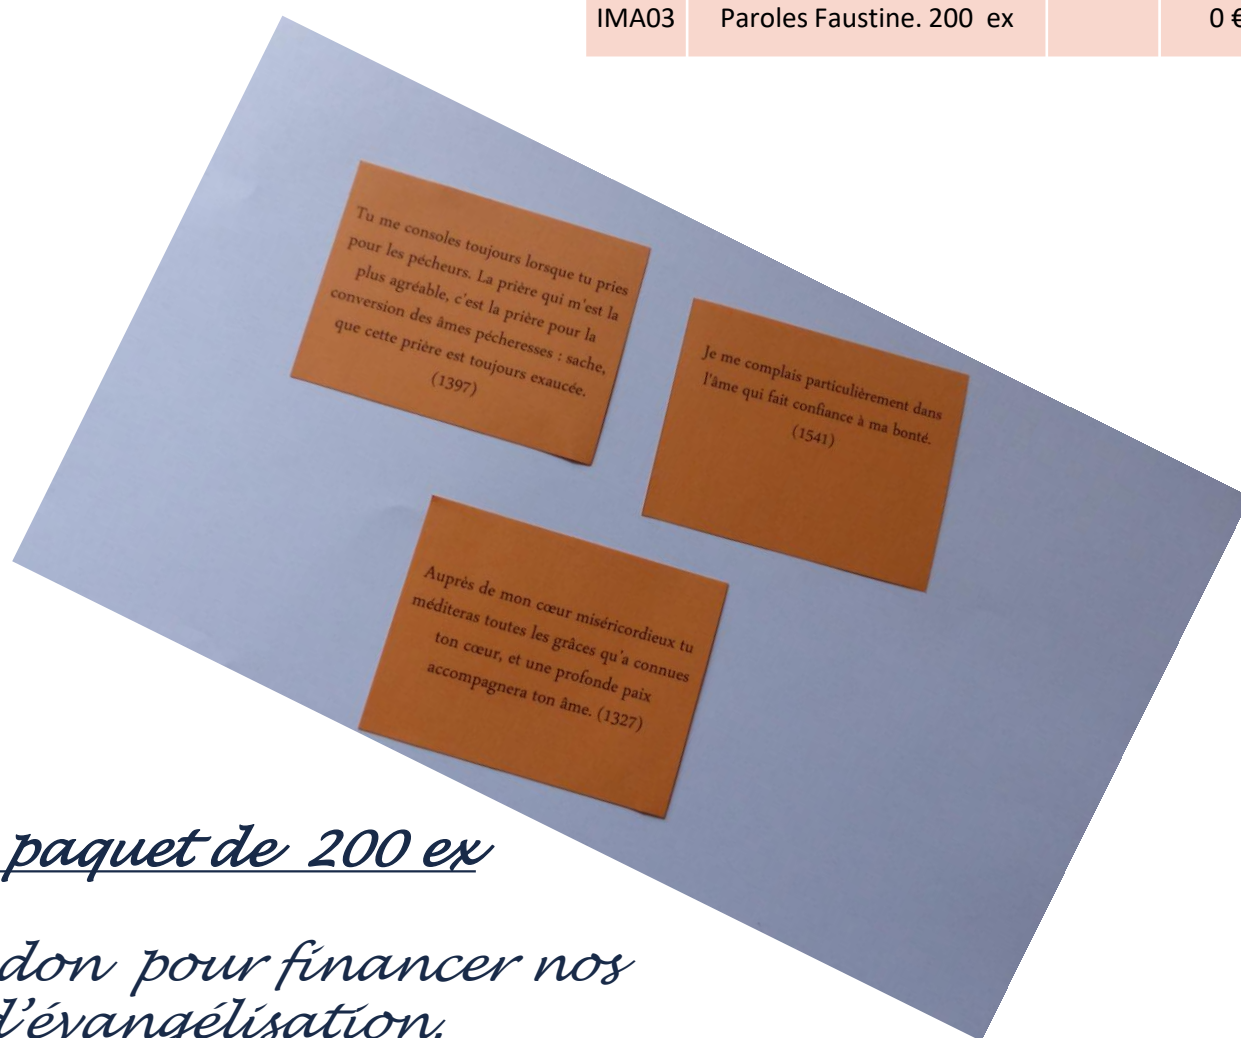 IMA03 Paroles Faustine. 200 ex 0 €
Tu me consoles toujours lorsque tu pries
pour les pécheurs. La prière qui m'est la
plus agréable, c'est la prière pour la
conversion des âmes pécheresses : sache,
que cette prière est toujours exaucée.
(1397)
Je me complais particulièrement dans
l'âme qui fait confiance à ma bonté.
(1541)
Auprès de mon cœur miséricordieux tu
méditeras toutes les grâces qu'a connues
ton cœur, et une profonde paix
accompagnera ton âme. (1327)
paquet de 200 ex
don pour financer nos
d'évangélisation.